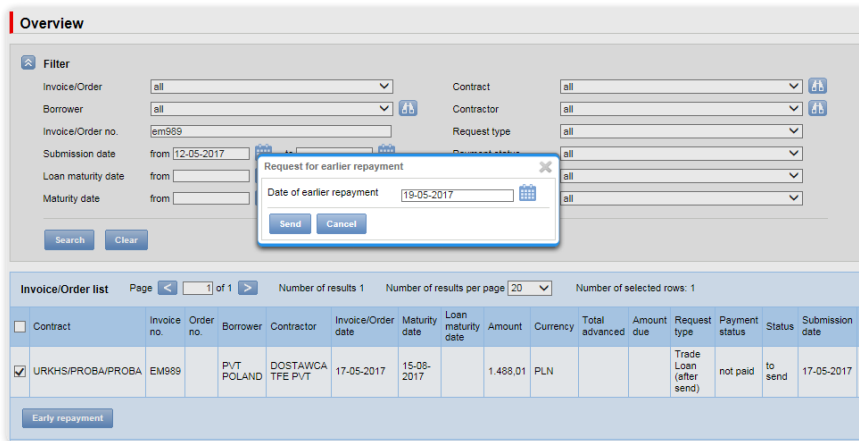 Overview
Filter
Invoice/Order all Contract all
Borrower all Contractor all
Invoice/Order no. em989 Request type all
Submission date from 12-05-2017 to Payment status all
Loan maturity date from all
Maturity date from all
Request for earlier repayment
Date of earlier repayment 19-05-2017
Send Cancel
Search Clear
Invoice/Order list Page < 1 of 1 > Number of results 1 Number of results per page 20 Number of selected rows: 1
Contract Invoice no. Order no. Borrower Contractor Invoice/Order date Maturity date Loan maturity date Amount Currency Total advanced Amount due Request type Payment status Status Submission date
URKHS/PROBA/PROBA EM989 PVT POLAND DOSTAWCA TFE PVT 17-05-2017 15-08-2017 1.488,01 PLN Trade Loan (after send) not paid to send 17-05-2017
Early repayment